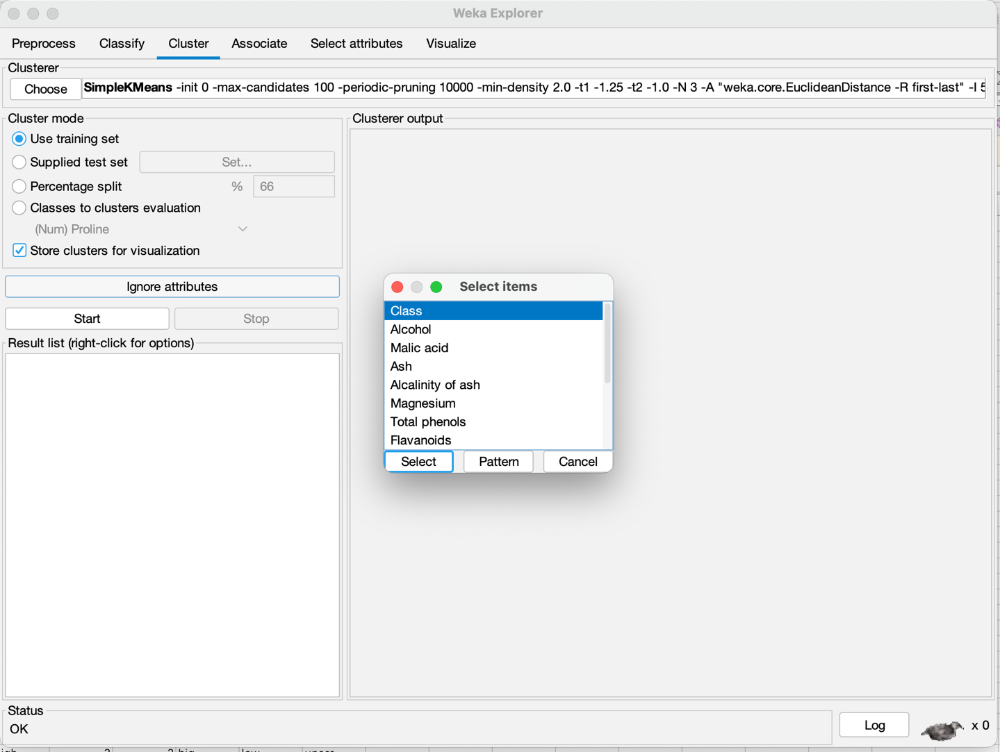 Weka Explorer
Preprocess Classify Cluster Associate Select attributes Visualize
Clusterer
Choose SimpleKMeans -init 0 -max-candidates 100 -periodic-pruning 10000 -min-density 2.0 -t1 -1.25 -t2 -1.0 -N 3 -A "weka.core.EuclideanDistance -R first-last" -I 5
Cluster mode
Use training set
Supplied test set Set...
Percentage split % 66
Classes to clusters evaluation
(Num) Proline
Store clusters for visualization
Ignore attributes
Start Stop
Result list (right-click for options)
Clusterer output
Select items
Class
Alcohol
Malic acid
Ash
Alcalinity of ash
Magnesium
Total phenols
Flavanoids
Select Pattern Cancel
Status
OK
Log x 0